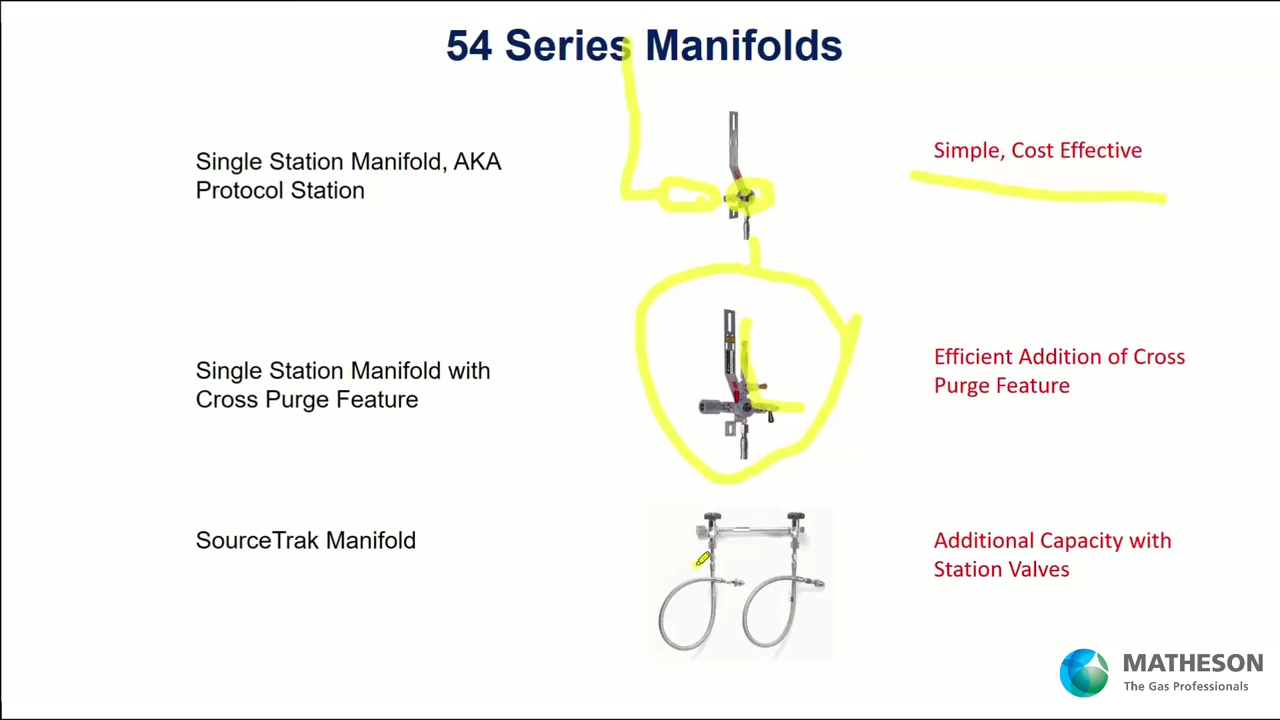 54 Series Manifolds
Single Station Manifold, AKA
Protocol Station
Simple, Cost Effective
Single Station Manifold with
Cross Purge Feature
Efficient Addition of Cross
Purge Feature
SourceTrak Manifold
Additional Capacity with
Station Valves
MATHESON
The Gas Professionals